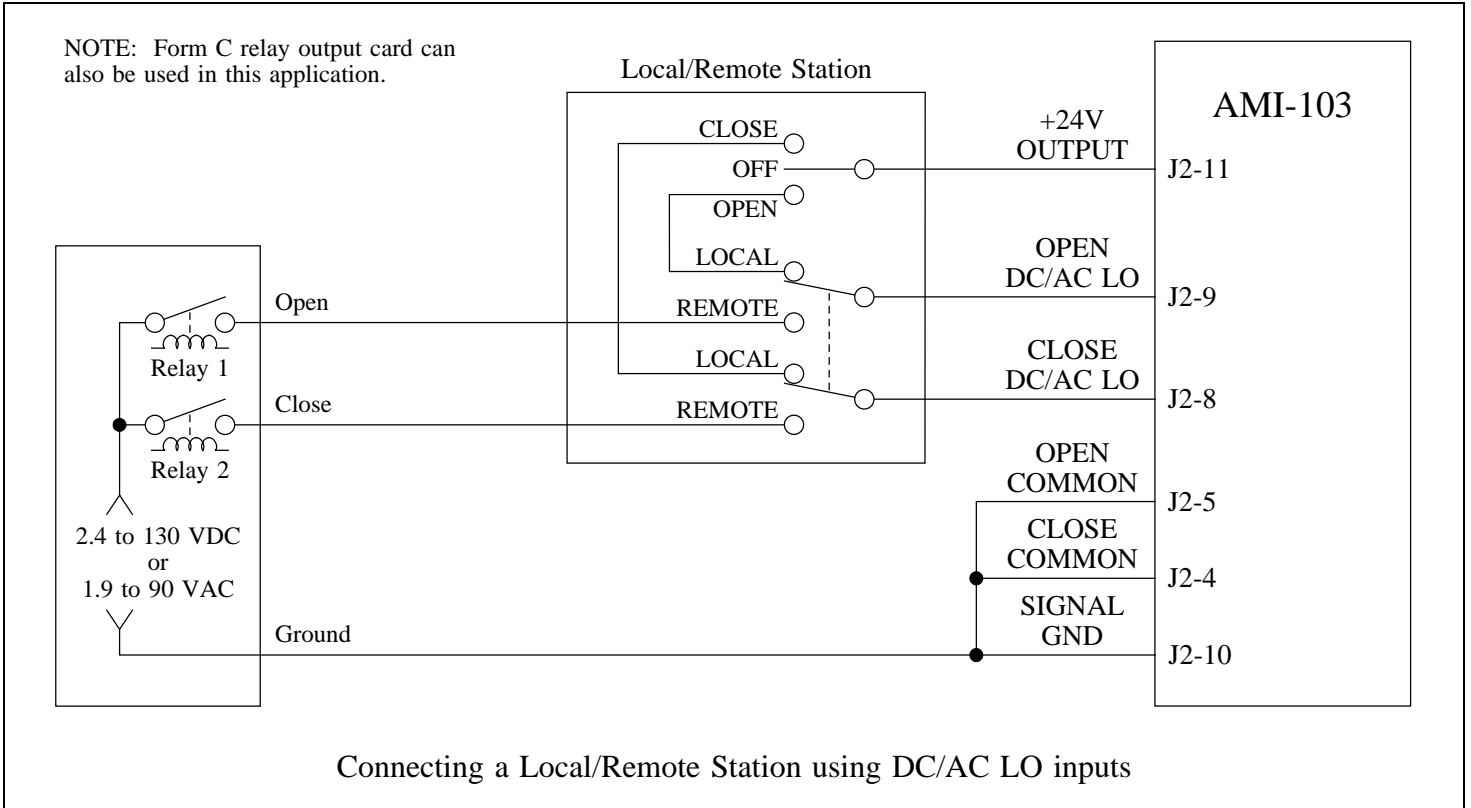 NOTE: Form C relay output card can
also be used in this application.
Local/Remote Station
AMI-103
CLOSE
OFF
OPEN
LOCAL
REMOTE
LOCAL
REMOTE
+24V
OUTPUT
J2-11
OPEN
DC/AC LO
J2-9
CLOSE
DC/AC LO
J2-8
OPEN
COMMON
J2-5
CLOSE
COMMON
J2-4
SIGNAL
GND
J2-10
Open
Relay 1
Close
Relay 2
2.4 to 130 VDC
or
1.9 to 90 VAC
Ground
Connecting a Local/Remote Station using DC/AC LO inputs